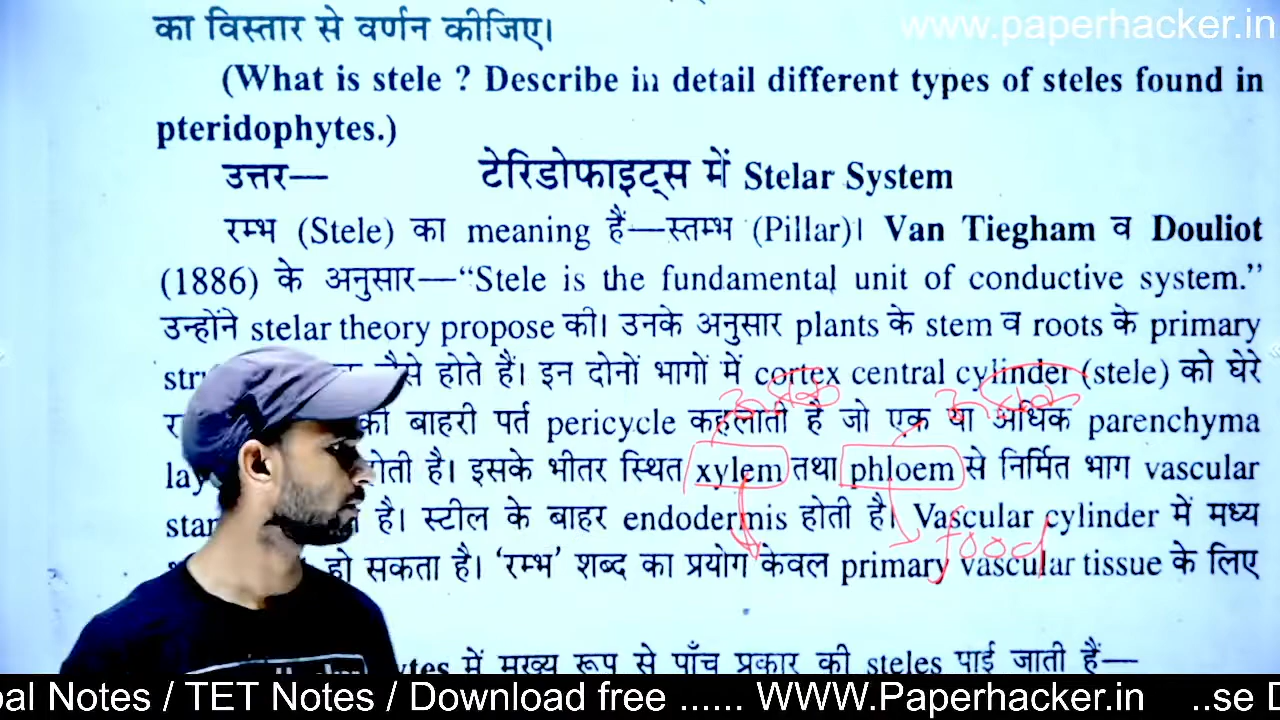 www.paperhacker.in
का विस्तार से वर्णन कीजिए।
(What is stele ? Describe in detail different types of steles found in
pteridophytes.)
उत्तर— टेरिडोफाइट्स में Stelar System
रम्भ (Stele) का meaning हैं—स्तम्भ (Pillar)। Van Tiegham व Douliot
(1886) के अनुसार—“Stele is the fundamental unit of conductive system.”
उन्होंने stelar theory propose की। उनके अनुसार plants के stem व roots के primary
होते हैं। इन दोनों भागों में cortex central cylinder (stele) को घेरे
की बाहरी पर्त pericycle कहलाती है जो एक या अधिक parenchyma
है। इसके भीतर स्थित xylem तथा phloem से निर्मित भाग vascular
है। स्टील के बाहर endodermis होती है। Vascular cylinder में मध्य
food
हो सकता है। ‘रम्भ’ शब्द का प्रयोग केवल primary vascular tissue के लिए
में मुख्य रूप से पाँच प्रकार की steles पाई जाती हैं—
Notes / TET Notes / Download free ...... WWW.Paperhacker.in